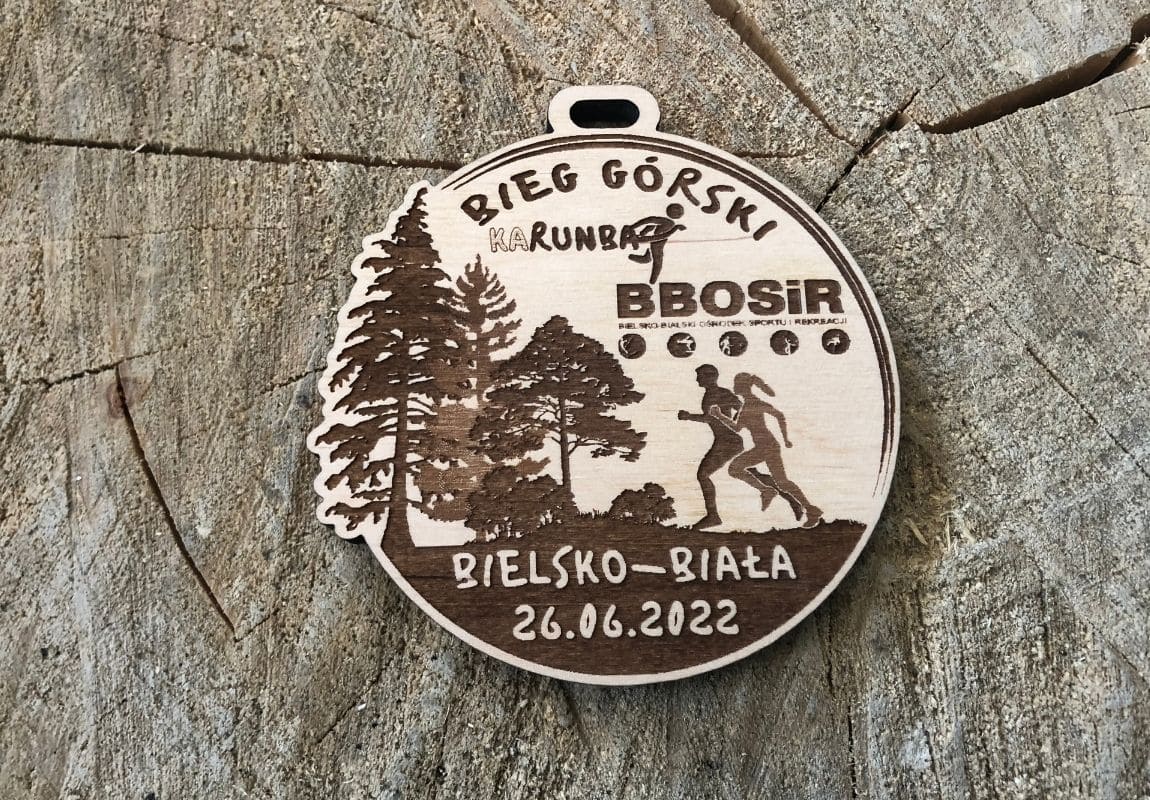 BIEG GÓRSKI
KARUNBA
BBOSiR
BIELSKO-BIALSKI OŚRODEK SPORTU I REKREACJI
BIELSKO-BIAŁA
26.06.2022